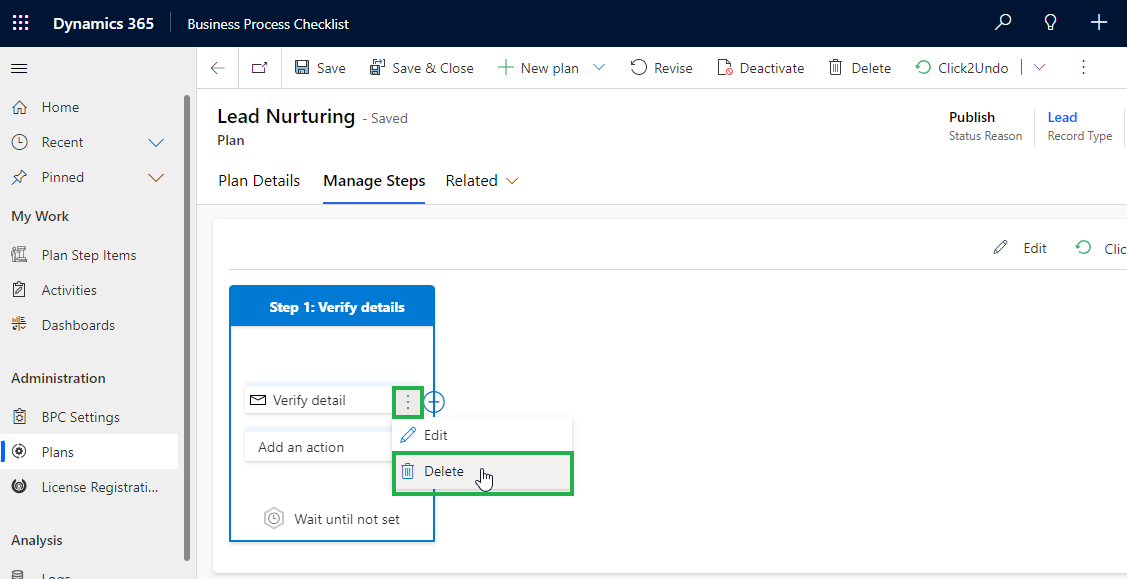 Dynamics 365 Business Process Checklist
Save Save & Close New plan Revise Deactivate Delete Click2Undo
Home
Recent
Pinned
My Work
Plan Step Items
Activities
Dashboards
Administration
BPC Settings
Plans
License Registrati...
Analysis
Logs
Lead Nurturing - Saved
Plan
Publish
Status Reason
Lead
Record Type
Plan Details Manage Steps Related
Edit Clic
Step 1: Verify details
Verify detail
Edit
Add an action
Delete
Wait until not set